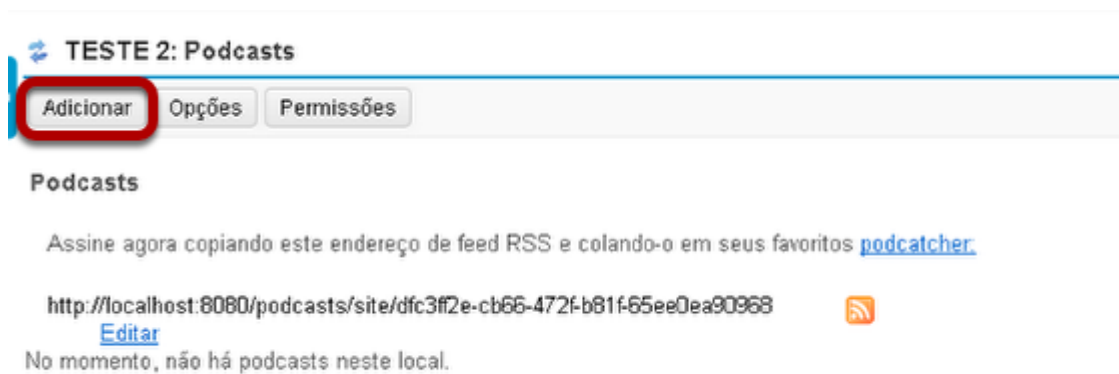 TESTE 2: Podcasts
Adicionar Opções Permissões
Podcasts
Assine agora copiando este endereço de feed RSS e colando-o em seus favoritos podcatcher.
http://localhost:8080/podcasts/site/dfc3ff2e-cb66-472f-b81f-65ee0ea90968
Editar
No momento, não há podcasts neste local.